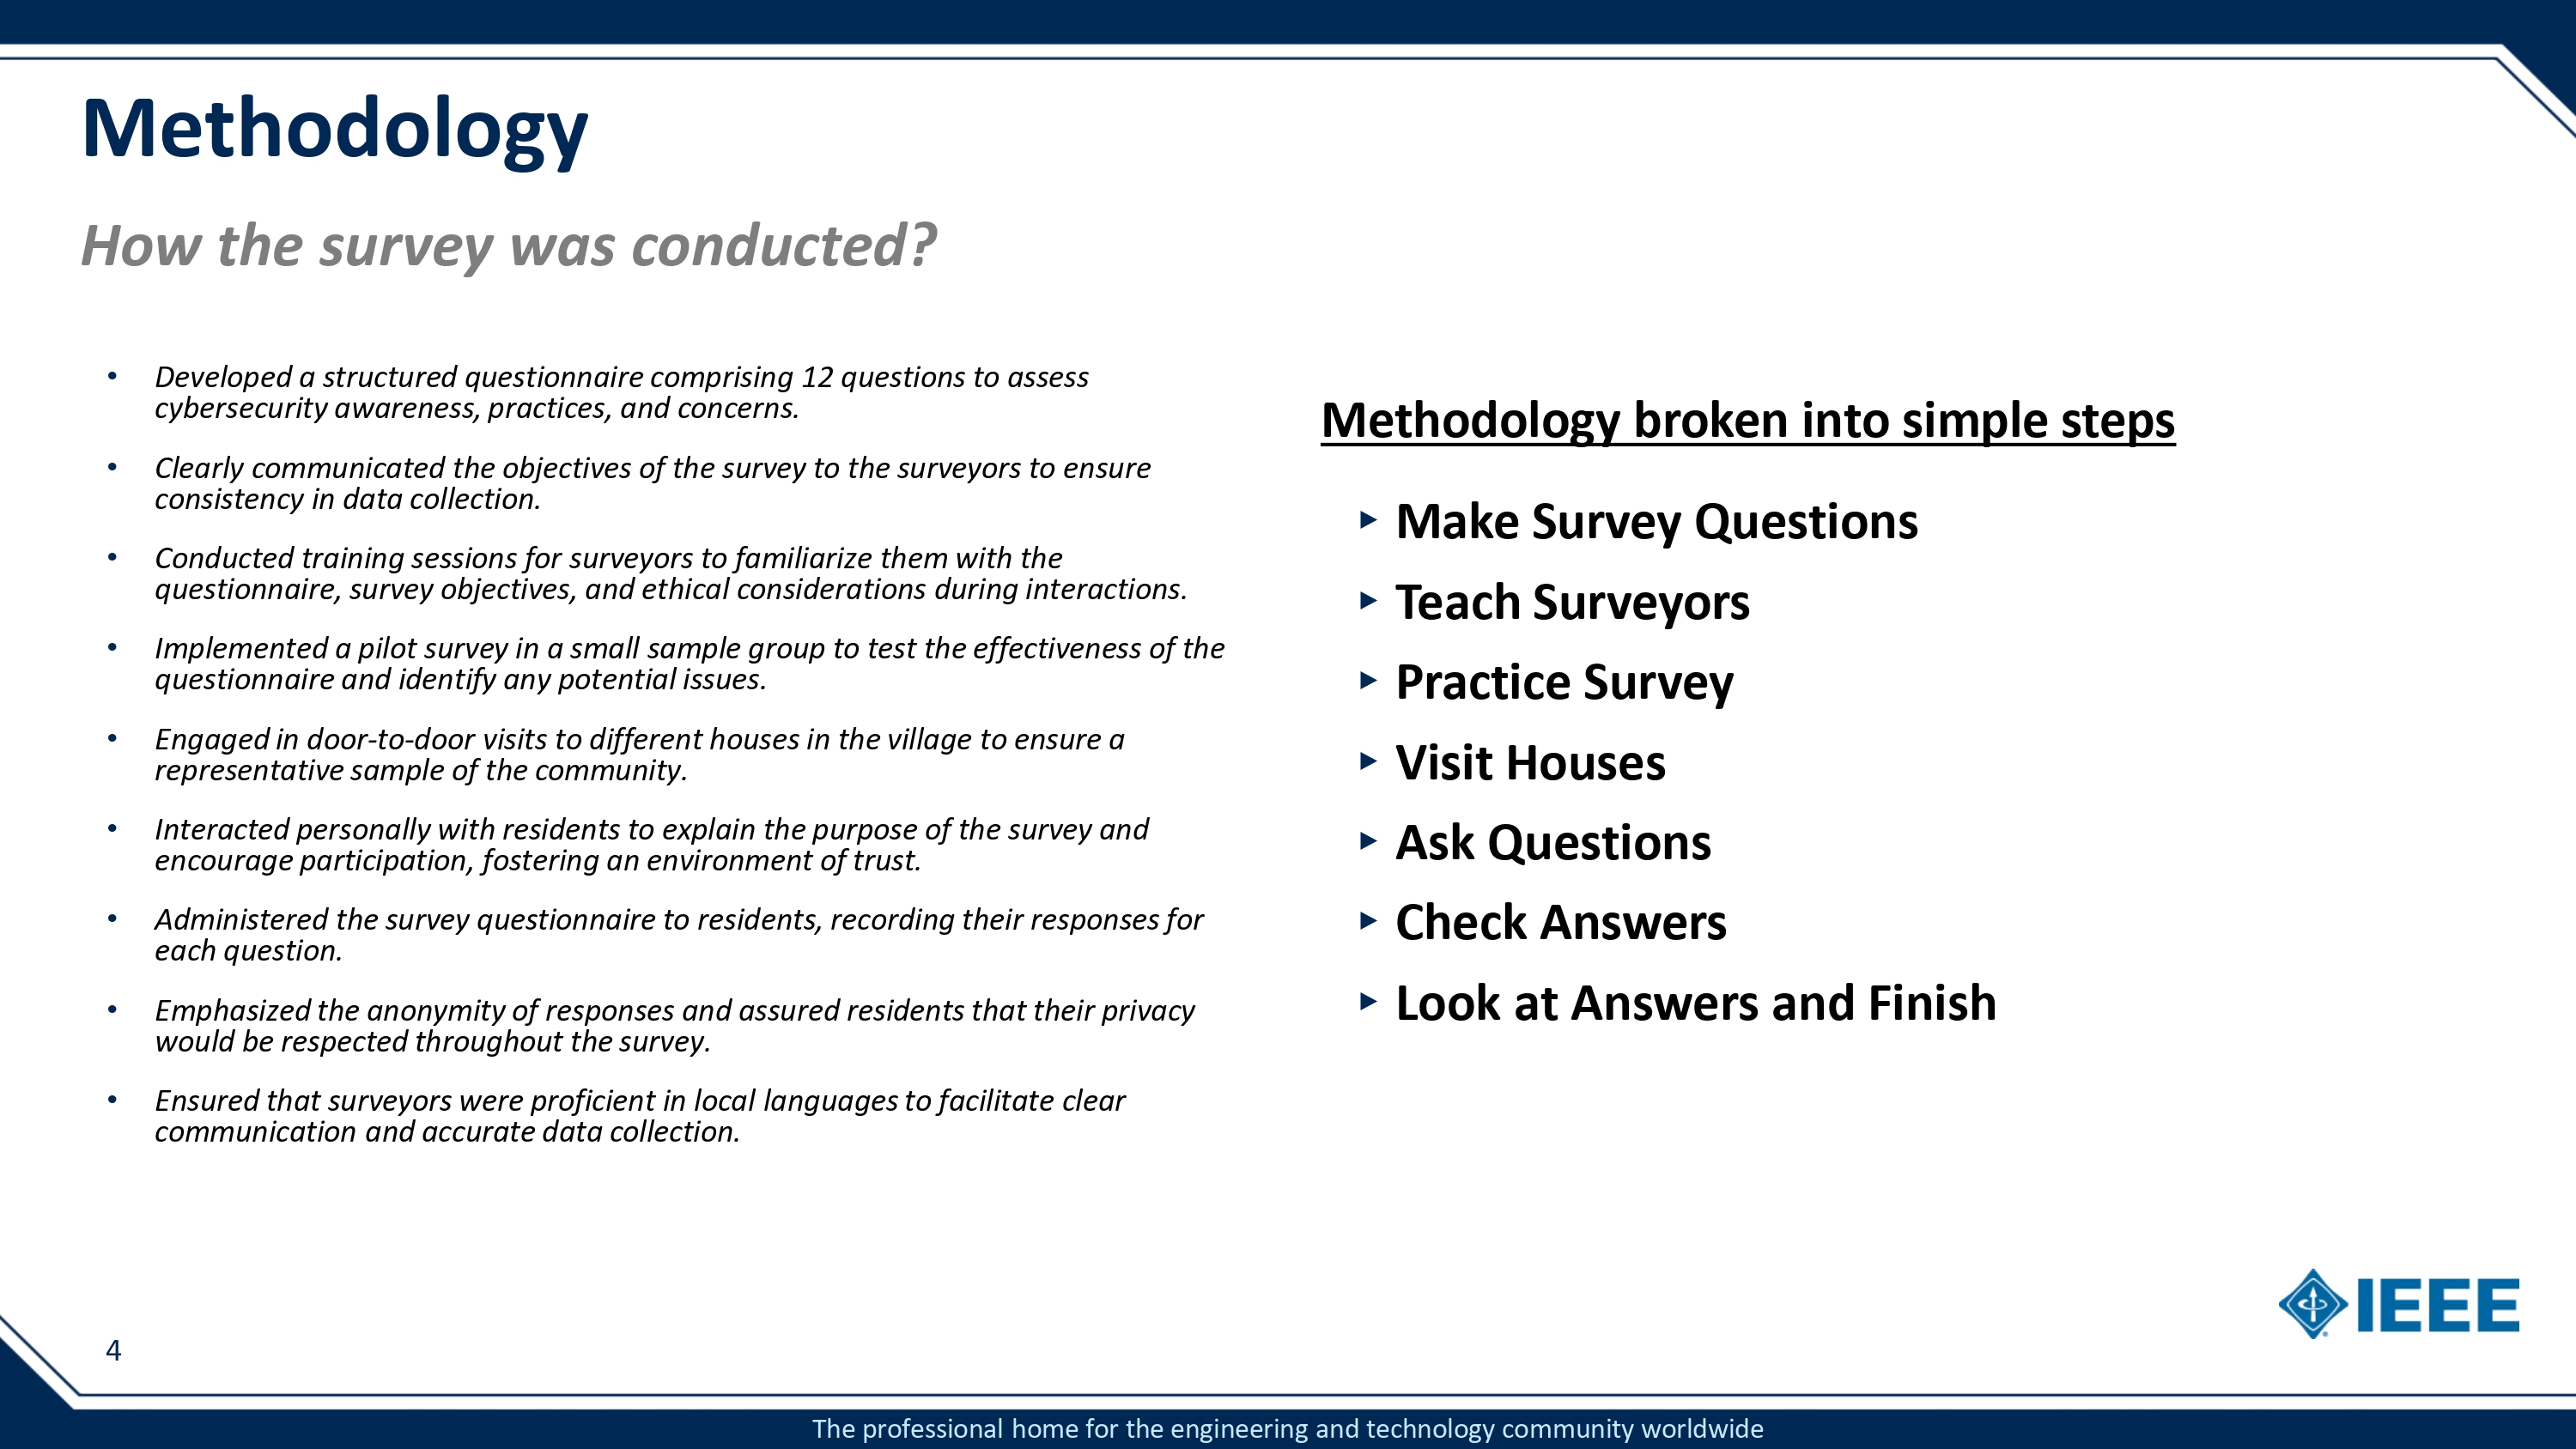 Methodology
How the survey was conducted?
• Developed a structured questionnaire comprising 12 questions to assess
cybersecurity awareness, practices, and concerns.
• Clearly communicated the objectives of the survey to the surveyors to ensure
consistency in data collection.
• Conducted training sessions for surveyors to familiarize them with the
questionnaire, survey objectives, and ethical considerations during interactions.
• Implemented a pilot survey in a small sample group to test the effectiveness of the
questionnaire and identify any potential issues.
• Engaged in door-to-door visits to different houses in the village to ensure a
representative sample of the community.
• Interacted personally with residents to explain the purpose of the survey and
encourage participation, fostering an environment of trust.
• Administered the survey questionnaire to residents, recording their responses for
each question.
• Emphasized the anonymity of responses and assured residents that their privacy
would be respected throughout the survey.
• Ensured that surveyors were proficient in local languages to facilitate clear
communication and accurate data collection.
Methodology broken into simple steps
▸ Make Survey Questions
▸ Teach Surveyors
▸ Practice Survey
▸ Visit Houses
▸ Ask Questions
▸ Check Answers
▸ Look at Answers and Finish
IEEE
4
The professional home for the engineering and technology community worldwide